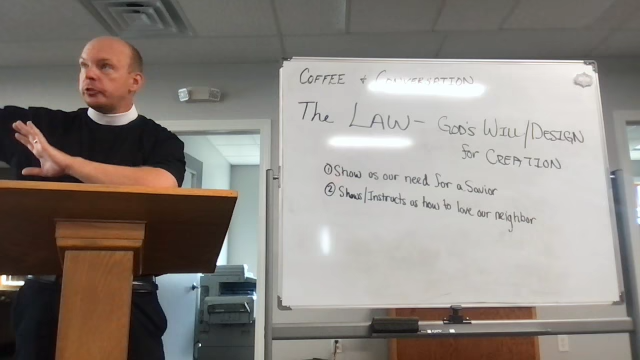 COFFEE & CONVERSATION
The LAW - GOD'S WILL/DESIGN
for CREATION
① Show us our need for a Savior
② Shows/Instructs us how to love our neighbor